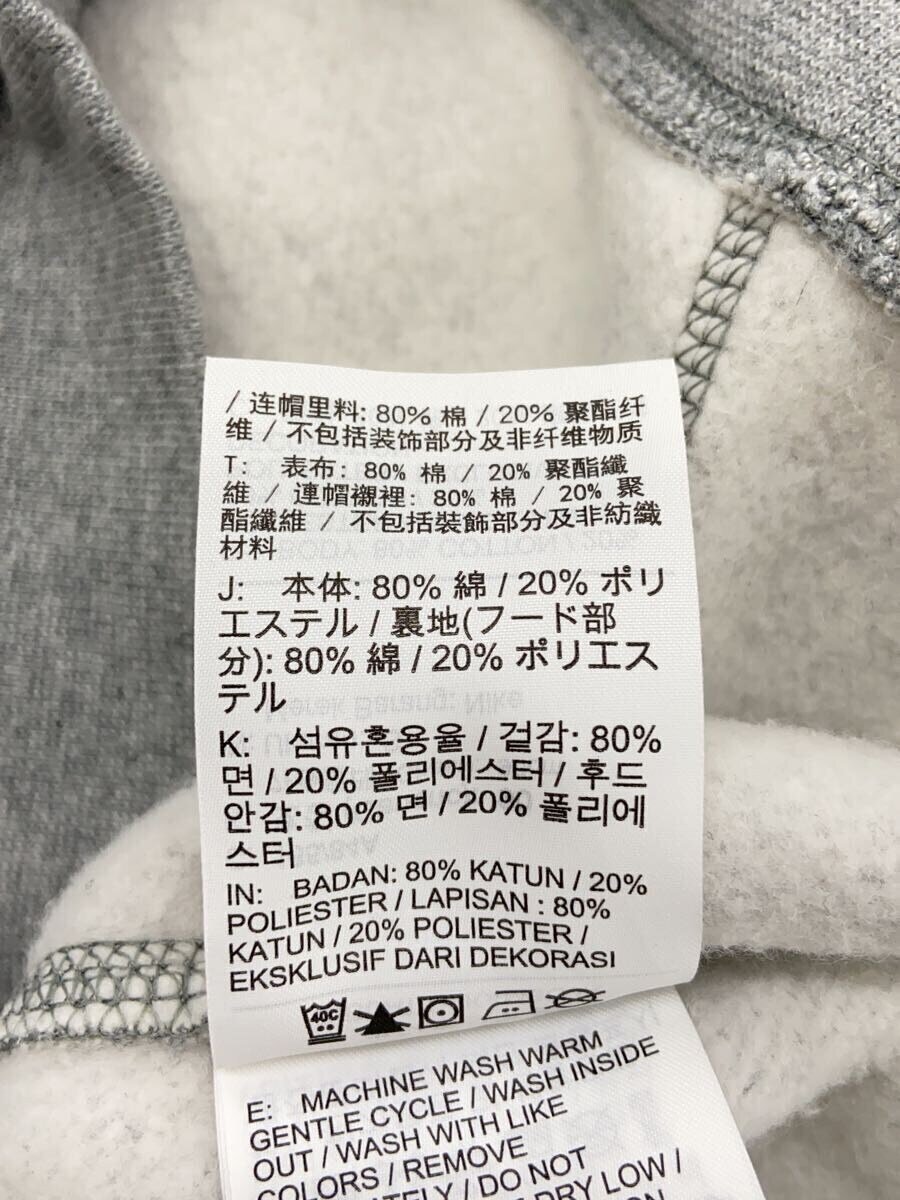 / 连帽里料: 80% 棉 / 20% 聚酯纤
维 / 不包括装饰部分及非纤维物质
T: 表布: 80% 棉 / 20% 聚酯纖
維 / 連帽襯裡: 80% 棉 / 20% 聚
酯纖維 / 不包括裝飾部分及非紡織
材料
J: 本体: 80% 綿 / 20% ポリ
エステル / 裏地(フード部
分): 80% 綿 / 20% ポリエス
テル
K: 섬유혼용율 / 겉감: 80%
면 / 20% 폴리에스터 / 후드
안감: 80% 면 / 20% 폴리에
스터
IN: BADAN: 80% KATUN / 20%
POLIESTER / LAPISAN : 80%
KATUN / 20% POLIESTER /
EKSKLUSIF DARI DEKORASI
40C
E: MACHINE WASH WARM
GENTLE CYCLE / WASH INSIDE
OUT / WASH WITH LIKE
COLORS / REMOVE
/ DO NOT
DRY LOW /